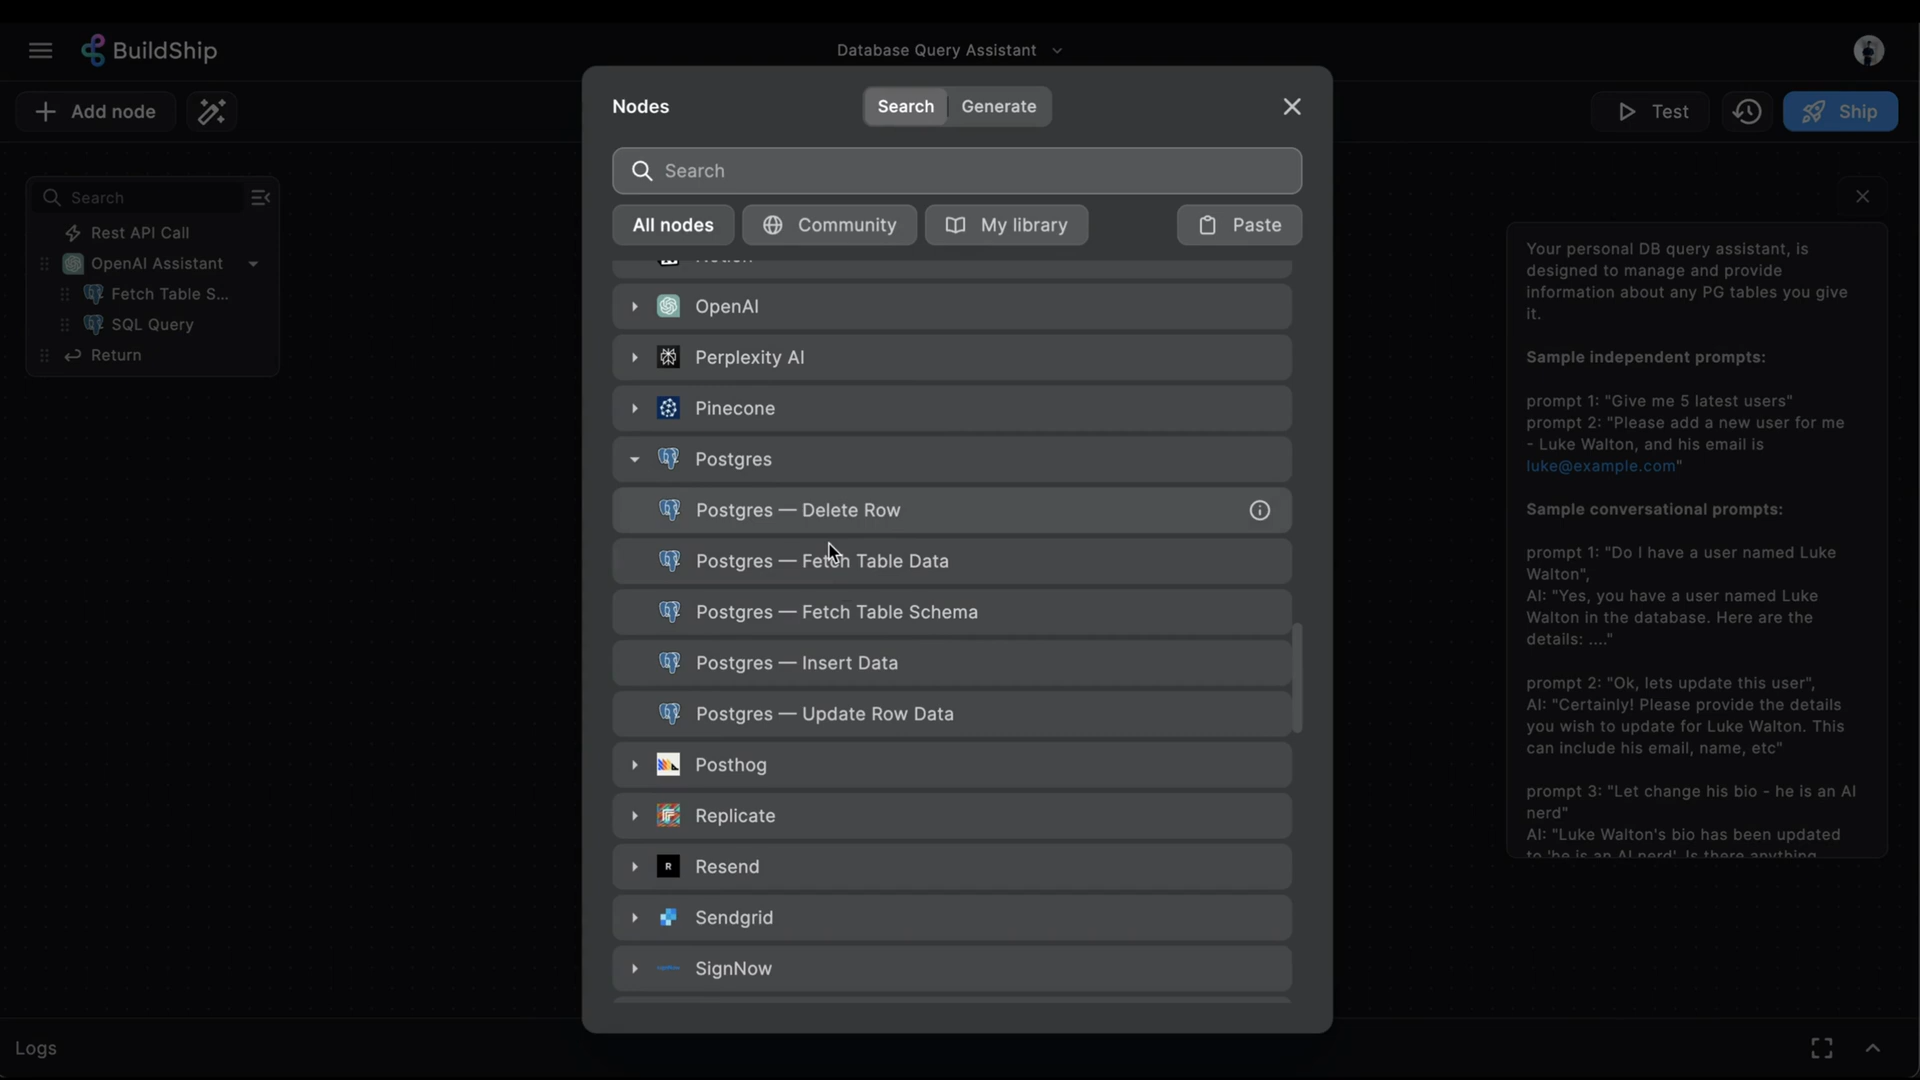 BuildShip
Database Query Assistant
Add node
Test
Ship
Search
Rest API Call
OpenAI Assistant
Fetch Table S...
SQL Query
Return
Nodes
Search
Generate
Search
All nodes
Community
My library
Paste
OpenAI
Perplexity AI
Pinecone
Postgres
Postgres — Delete Row
Postgres — Fetch Table Data
Postgres — Fetch Table Schema
Postgres — Insert Data
Postgres — Update Row Data
Posthog
Replicate
Resend
Sendgrid
SignNow
Your personal DB query assistant, is
designed to manage and provide
information about any PG tables you give
it.
Sample independent prompts:
prompt 1: "Give me 5 latest users"
prompt 2: "Please add a new user for me
- Luke Walton, and his email is
luke@example.com"
Sample conversational prompts:
prompt 1: "Do I have a user named Luke
Walton",
AI: "Yes, you have a user named Luke
Walton in the database. Here are the
details: ...."
prompt 2: "Ok, lets update this user",
AI: "Certainly! Please provide the details
you wish to update for Luke Walton. This
can include his email, name, etc"
prompt 3: "Let change his bio - he is an AI
nerd"
AI: "Luke Walton's bio has been updated
to 'he is an AI nerd'. Is there anything
Logs